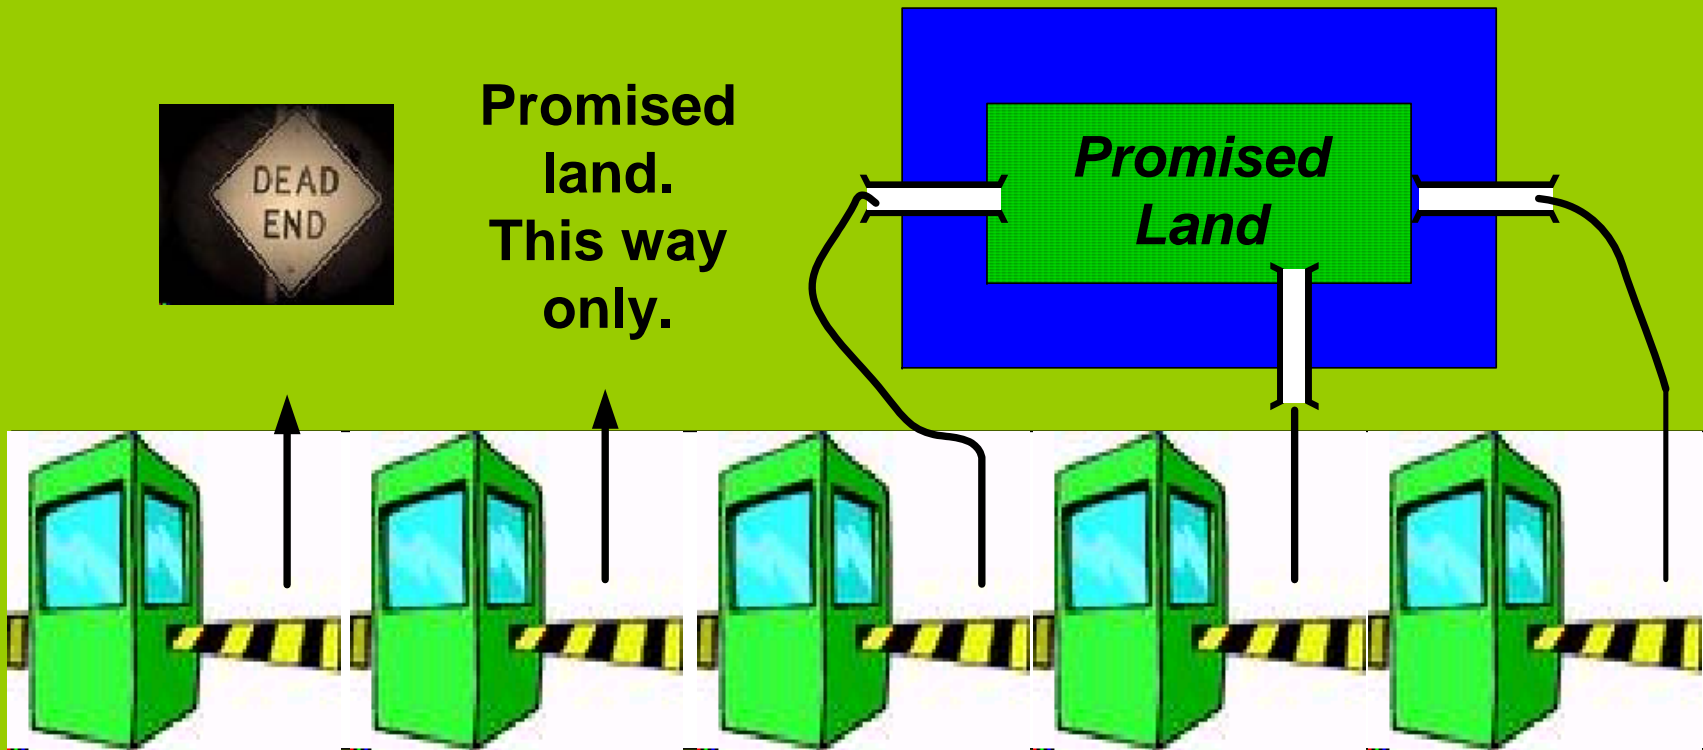 DEAD
END
Promised
land.
This way
only.
Promised
Land